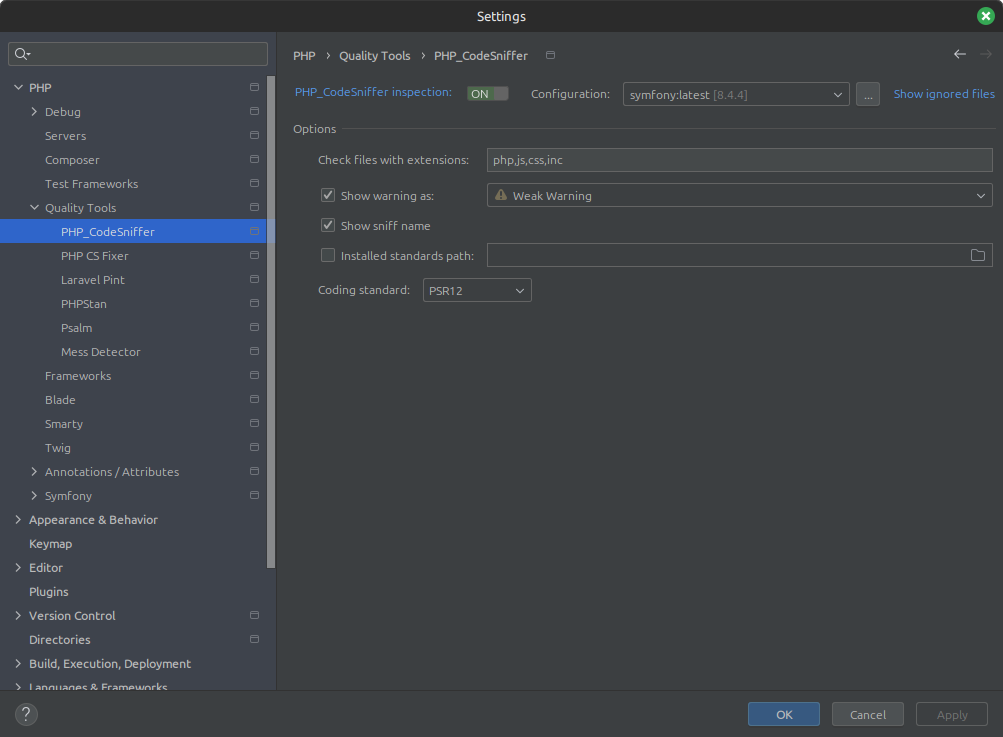 Settings
PHP
Debug
Servers
Composer
Test Frameworks
Quality Tools
PHP_CodeSniffer
PHP CS Fixer
Laravel Pint
PHPStan
Psalm
Mess Detector
Frameworks
Blade
Smarty
Twig
Annotations / Attributes
Symfony
Appearance & Behavior
Keymap
Editor
Plugins
Version Control
Directories
Build, Execution, Deployment
Languages & Frameworks
PHP › Quality Tools › PHP_CodeSniffer
PHP_CodeSniffer inspection: ON Configuration: symfony:latest [8.4.4] ... Show ignored files
Options
Check files with extensions: php,js,css,inc
Show warning as: Weak Warning
Show sniff name
Installed standards path:
Coding standard: PSR12
? OK Cancel Apply